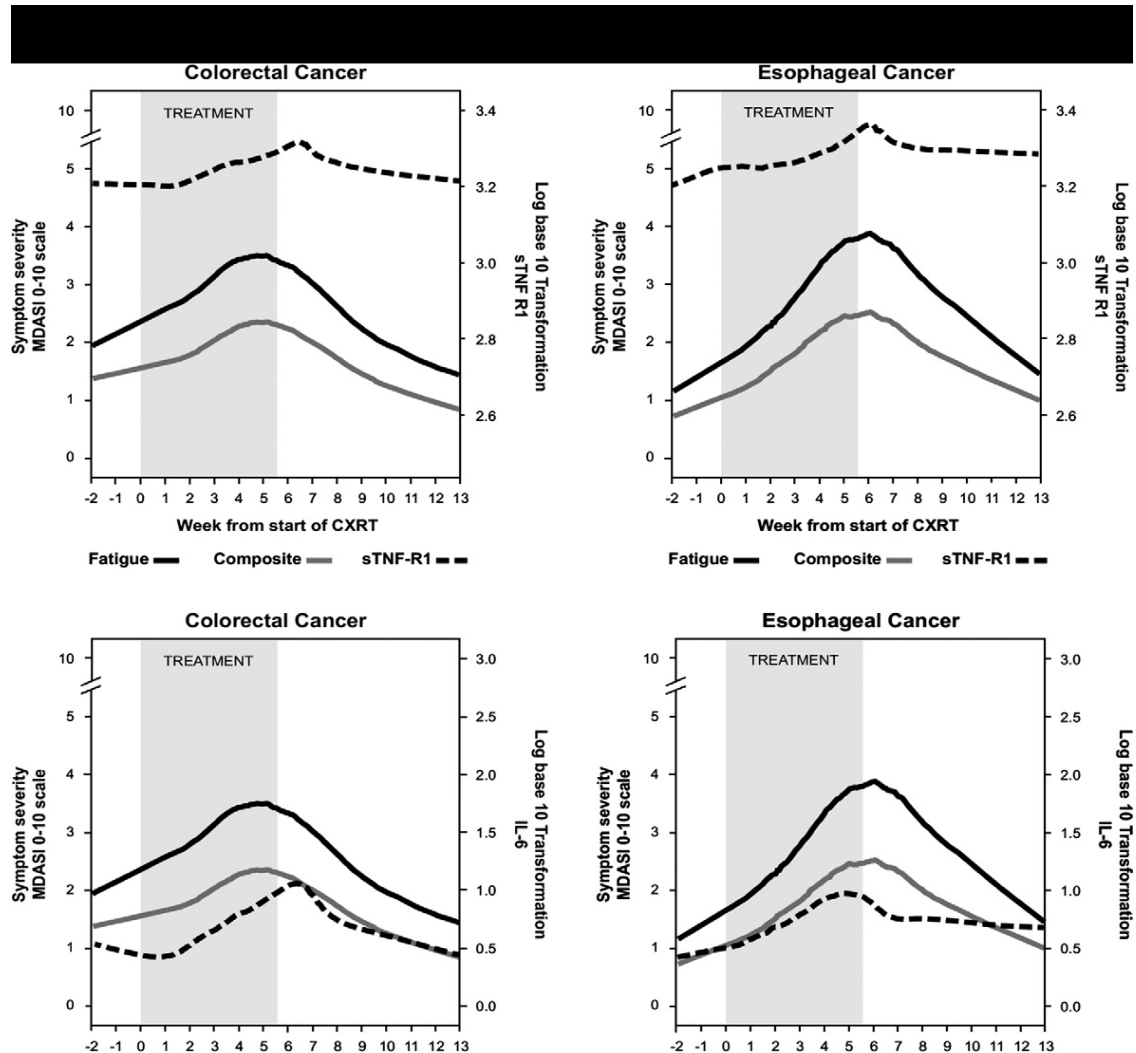 Colorectal Cancer
TREATMENT
10
5
4
3
2
1
0
Symptom severity
MDASI 0-10 scale
3.4
3.2
3.0
2.8
2.6
Log base 10 Transformation
sTNF R1
-2 -1 0 1 2 3 4 5 6 7 8 9 10 11 12 13
Week from start of CXRT
Fatigue Composite sTNF-R1
Esophageal Cancer
TREATMENT
10
5
4
3
2
1
0
Symptom severity
MDASI 0-10 scale
3.4
3.2
3.0
2.8
2.6
Log base 10 Transformation
sTNF R1
-2 -1 0 1 2 3 4 5 6 7 8 9 10 11 12 13
Week from start of CXRT
Fatigue Composite sTNF-R1
Colorectal Cancer
TREATMENT
10
5
4
3
2
1
0
Symptom severity
MDASI 0-10 scale
3.0
2.5
2.0
1.5
1.0
0.5
0.0
Log base 10 Transformation
IL-6
-2 -1 0 1 2 3 4 5 6 7 8 9 10 11 12 13
Esophageal Cancer
TREATMENT
10
5
4
3
2
1
0
Symptom severity
MDASI 0-10 scale
3.0
2.5
2.0
1.5
1.0
0.5
0.0
Log base 10 Transformation
IL-6
-2 -1 0 1 2 3 4 5 6 7 8 9 10 11 12 13